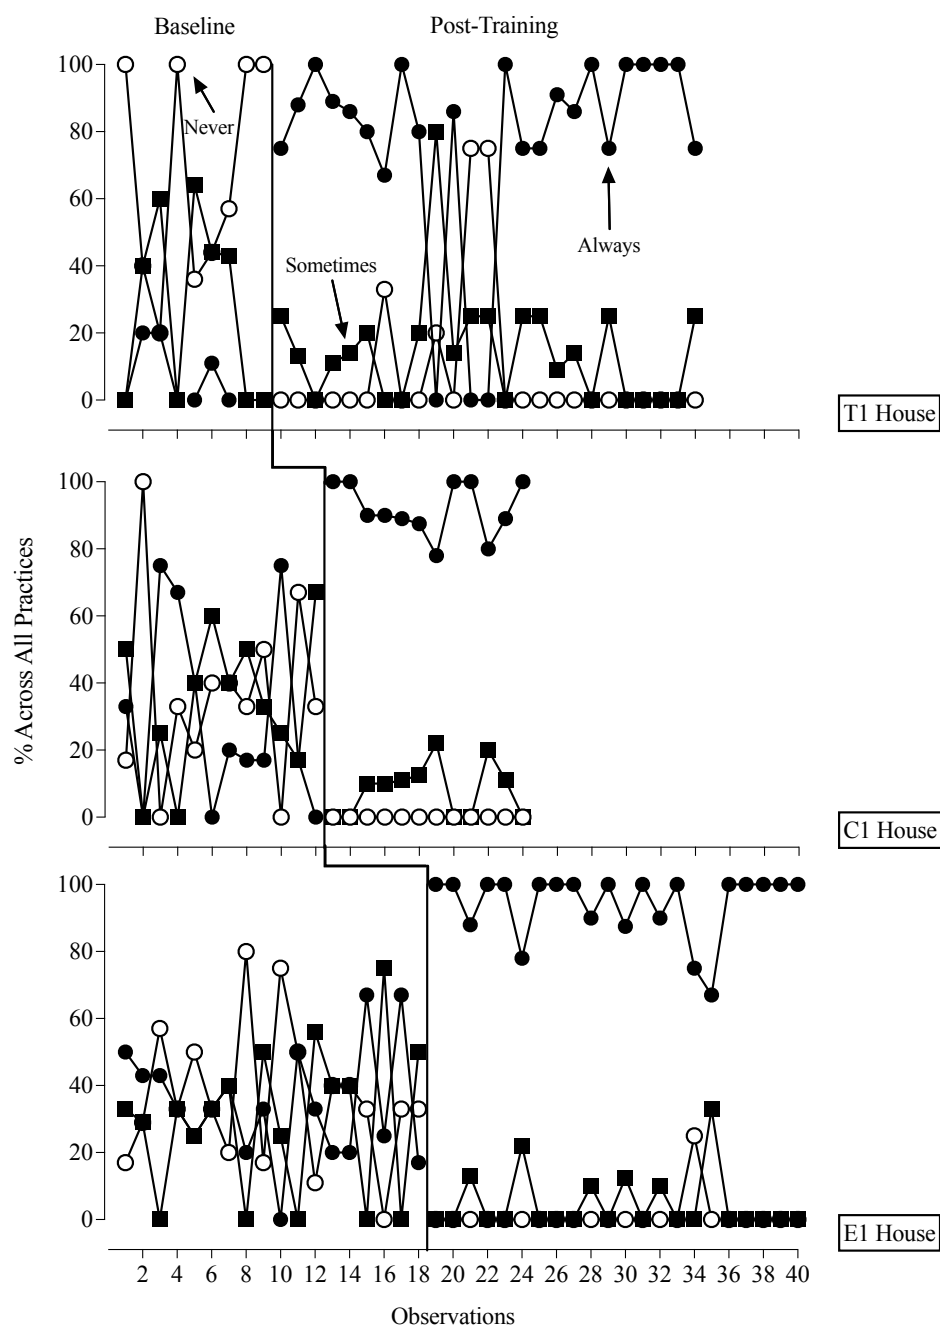 Baseline
Post-Training
100
80
60
40
20
0
Never
Sometimes
Always
T1 House
100
80
60
40
20
0
% Across All Practices
C1 House
100
80
60
40
20
0
E1 House
2 4 6 8 10 12 14 16 18 20 22 24 26 28 30 32 34 36 38 40
Observations